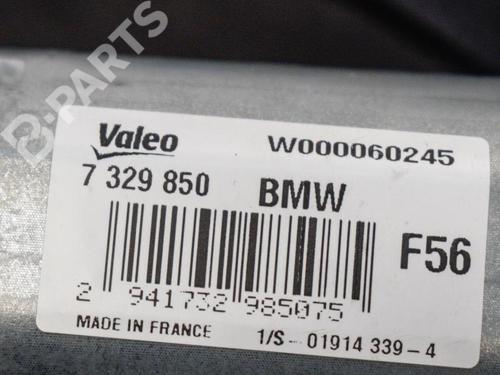 B-PARTS
Valeo W000060245
7 329 850 BMW
F56
2 941732 985075
MADE IN FRANCE 1/S - 01914 339 - 4